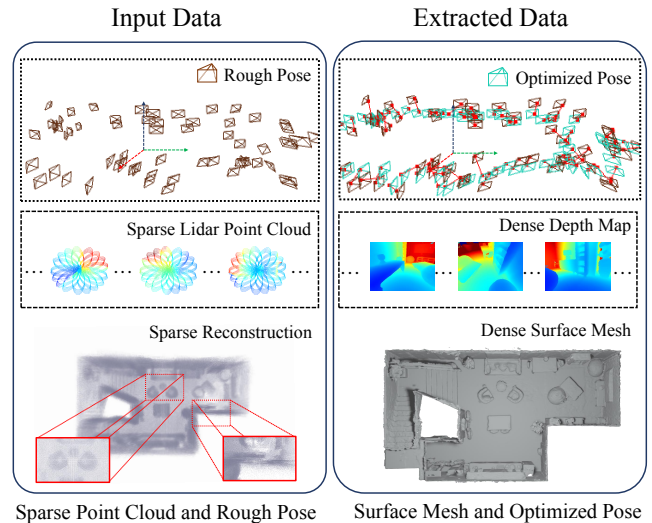 Input Data
Extracted Data
Rough Pose
Optimized Pose
Sparse Lidar Point Cloud
Dense Depth Map
Sparse Reconstruction
Dense Surface Mesh
Sparse Point Cloud and Rough Pose
Surface Mesh and Optimized Pose